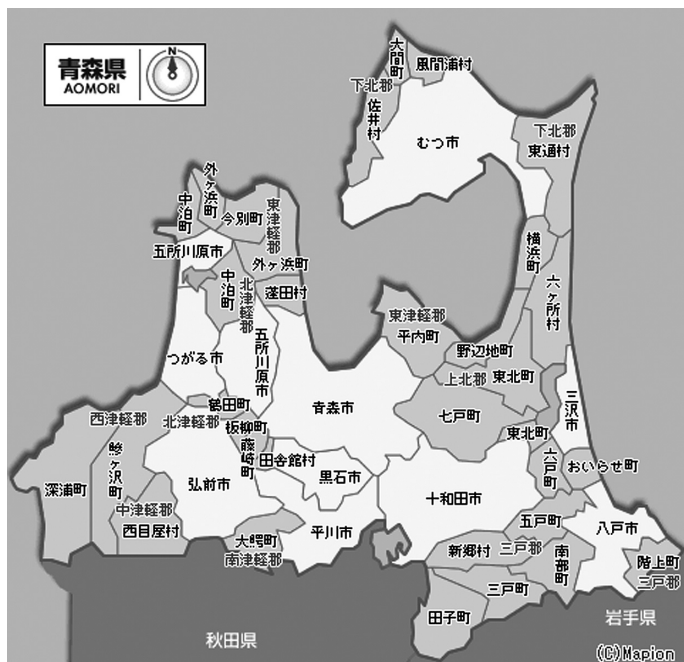 青森県
AOMORI
N
大間町
風間浦村
下北郡
佐井村
むつ市
下北郡
東通村
外ヶ浜町
中泊町
今別町
東津軽郡
五所川原市
外ヶ浜町
中泊町
北津軽郡
蓬田村
横浜町
六ヶ所村
東津軽郡
平内町
五所川原市
つがる市
野辺地町
上北郡
東北町
鶴田町
青森市
七戸町
三沢市
西津軽郡
北津軽郡
板柳町
東北町
鰺ヶ沢町
藤崎町
田舎館村
六戸町
おいらせ町
深浦町
弘前市
黒石市
十和田市
中津軽郡
西目屋村
平川市
五戸町
八戸市
大鰐町
南津軽郡
新郷村
三戸郡
南部町
階上町
三戸郡
三戸町
田子町
岩手県
秋田県
(C)Mapion